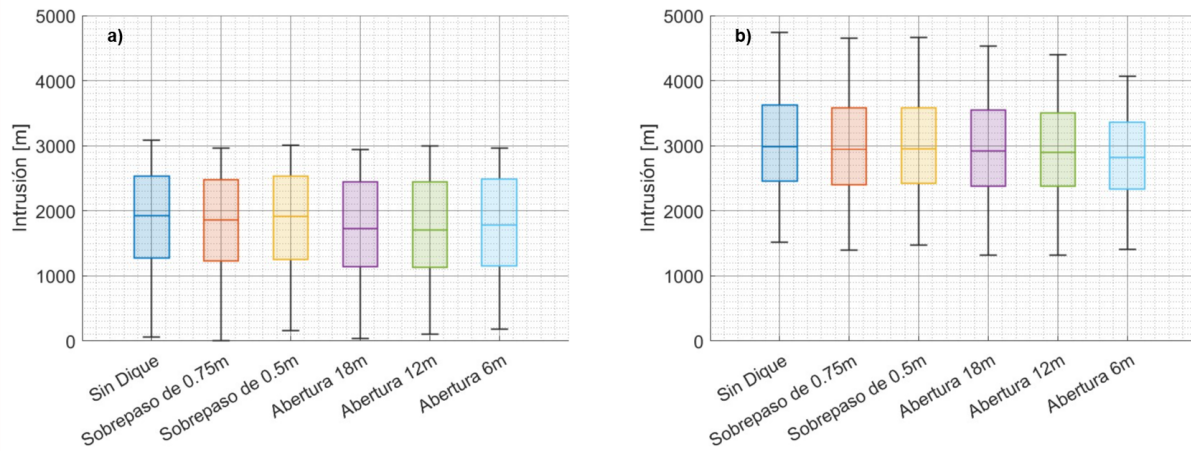 a)
5000
4000
3000
2000
1000
0
Intrusión [m]
Sin Dique
Sobrepaso de 0.75m
Sobrepaso de 0.5m
Abertura 18m
Abertura 12m
Abertura 6m
b)
5000
4000
3000
2000
1000
0
Intrusión [m]
Sin Dique
Sobrepaso de 0.75m
Sobrepaso de 0.5m
Abertura 18m
Abertura 12m
Abertura 6m